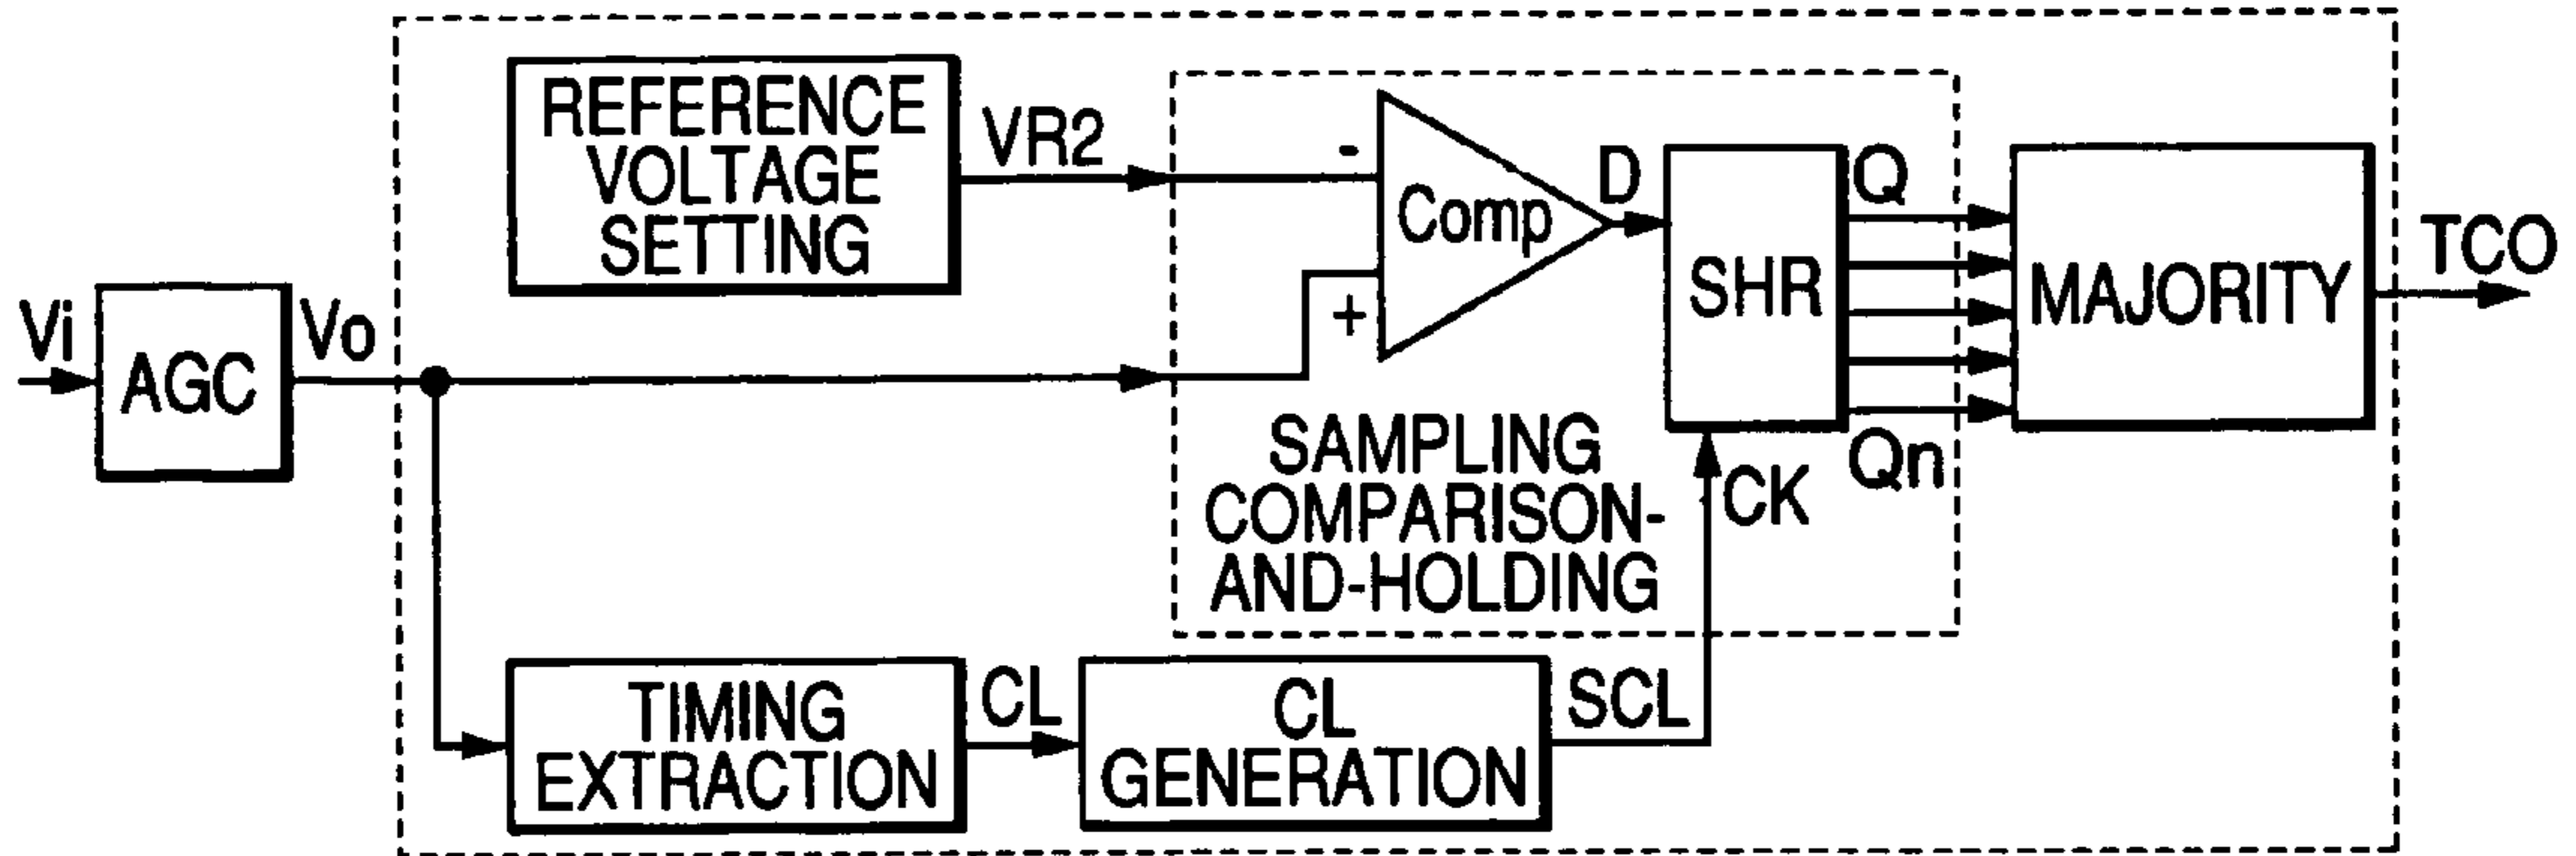 REFERENCE
VOLTAGE
SETTING
VR2
-
Comp
D
Q
SHR
MAJORITY
TCO
Vi
AGC
Vo
+
Qn
CK
SAMPLING
COMPARISON-
AND-HOLDING
TIMING
EXTRACTION
CL
CL
GENERATION
SCL